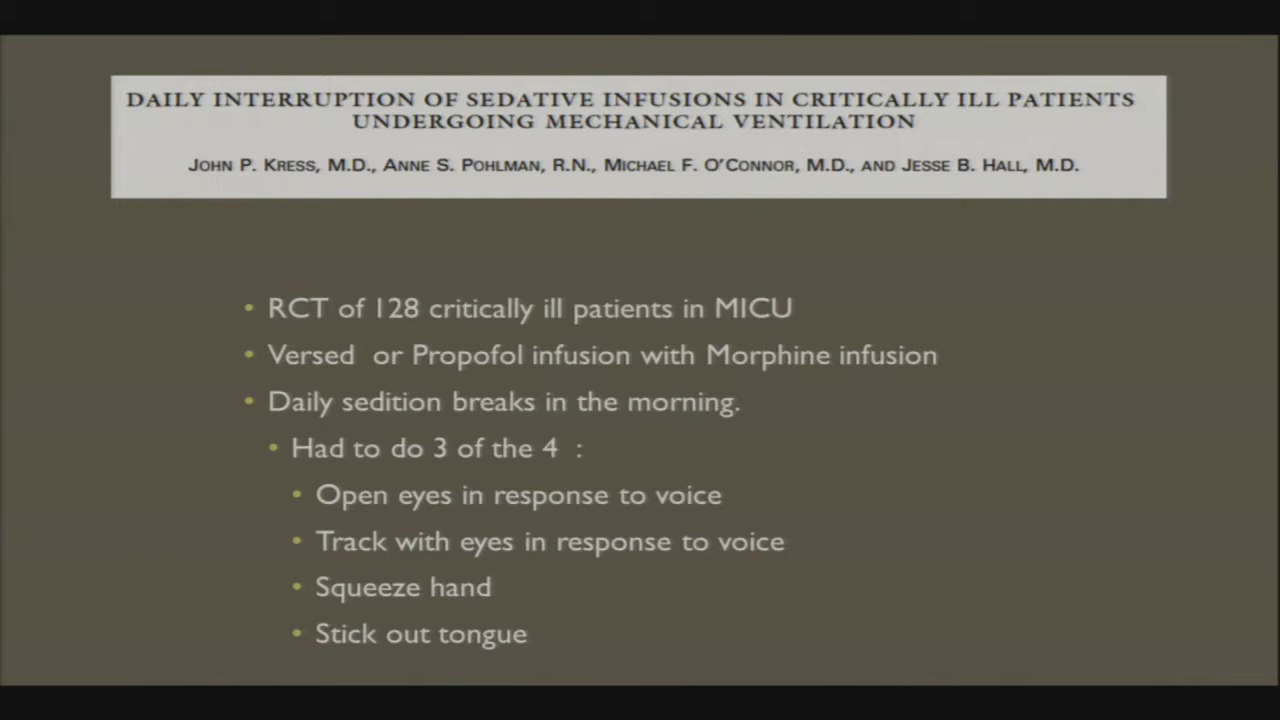 DAILY INTERRUPTION OF SEDATIVE INFUSIONS IN CRITICALLY ILL PATIENTS
UNDERGOING MECHANICAL VENTILATION
JOHN P. KRESS, M.D., ANNE S. POHLMAN, R.N., MICHAEL F. O'CONNOR, M.D., AND JESSE B. HALL, M.D.
• RCT of 128 critically ill patients in MICU
• Versed or Propofol infusion with Morphine infusion
• Daily sedition breaks in the morning.
• Had to do 3 of the 4 :
• Open eyes in response to voice
• Track with eyes in response to voice
• Squeeze hand
• Stick out tongue